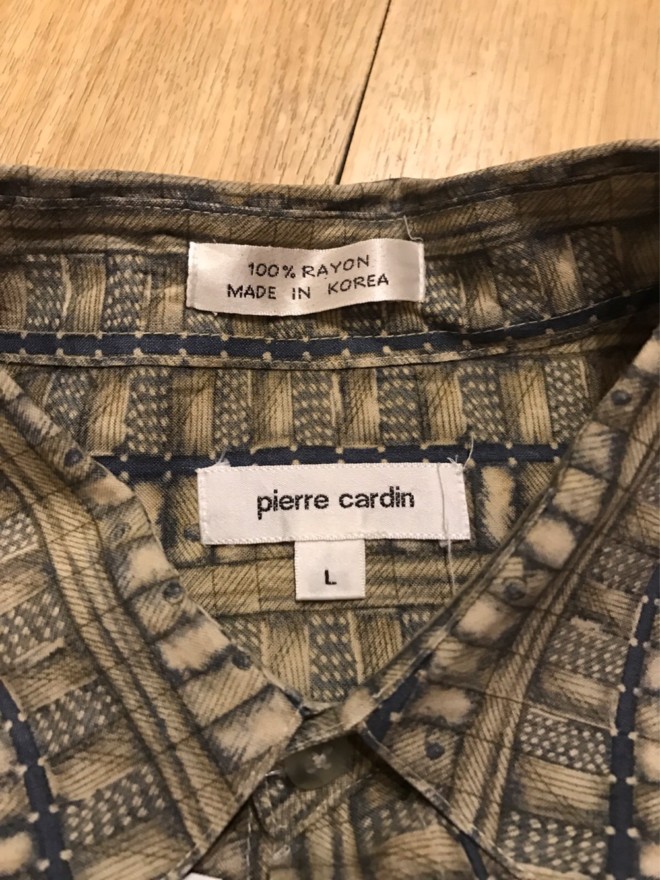 100% RAYON
MADE IN KOREA
pierre cardin
L